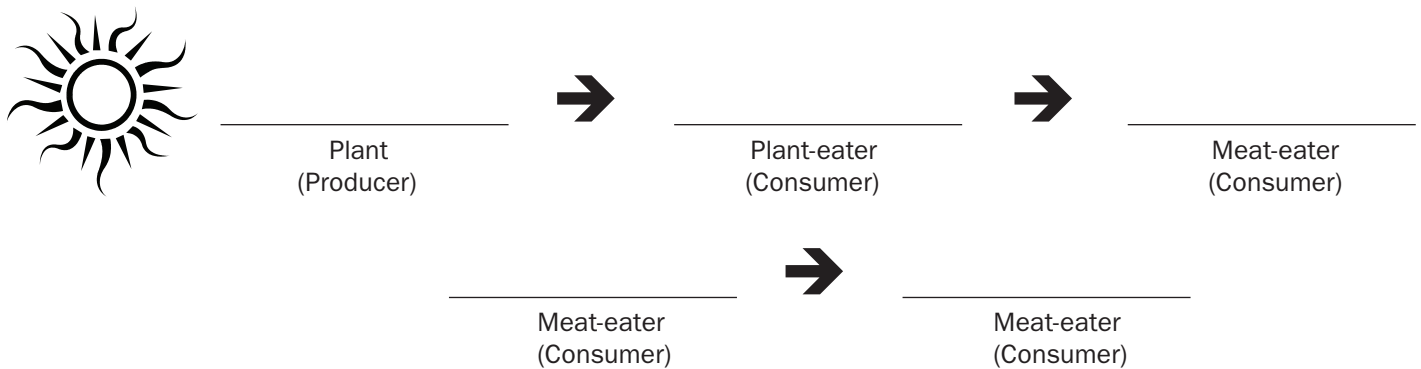 Plant
(Producer)
Plant-eater
(Consumer)
Meat-eater
(Consumer)
Meat-eater
(Consumer)
Meat-eater
(Consumer)